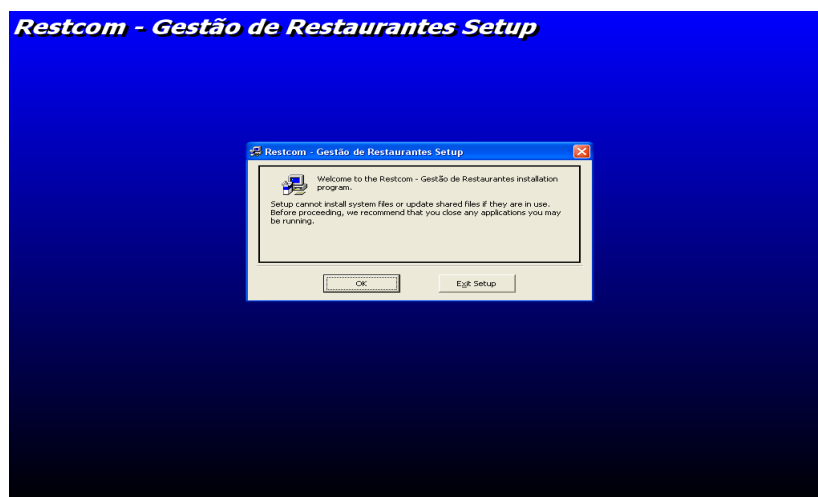 Restcom - Gestão de Restaurantes Setup
Restcom - Gestão de Restaurantes Setup
Welcome to the Restcom - Gestão de Restaurantes installation
program.
Setup cannot install system files or update shared files if they are in use.
Before proceeding, we recommend that you close any applications you may
be running.
OK
Exit Setup